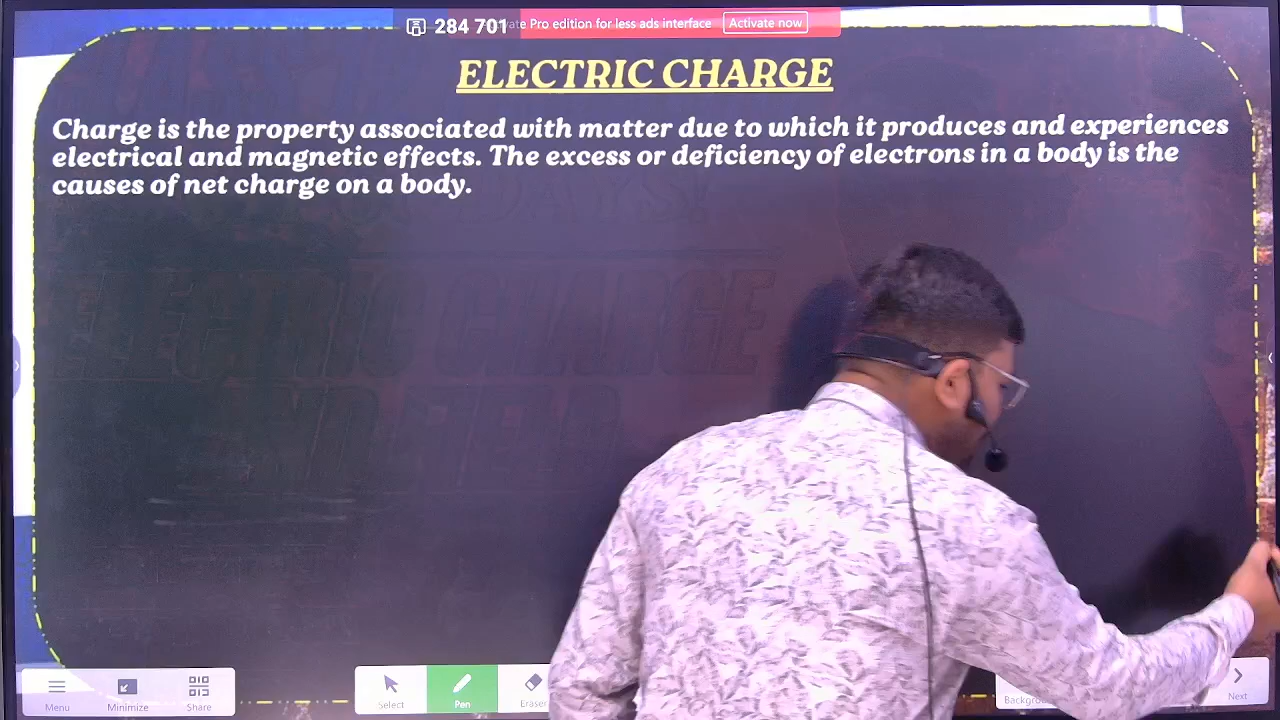 284 701
Pro edition for less ads interface
Activate now
ELECTRIC CHARGE
Charge is the property associated with matter due to which it produces and experiences
electrical and magnetic effects. The excess or deficiency of electrons in a body is the
causes of net charge on a body.
ELECTRIC CHARGE
Menu
Minimize
Share
Select
Pen
Eraser
Next